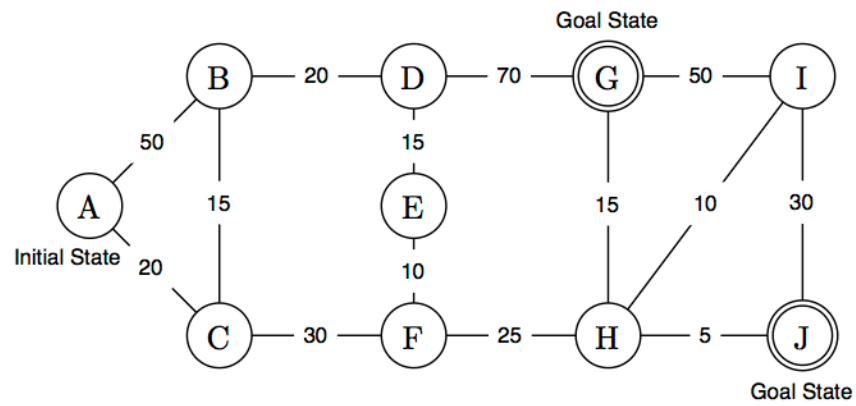 Goal State
B 20 D 70 G 50 I
50 15
A 15 E 15 10 30
Initial State
20 10
C 30 F 25 H 5 J
Goal State